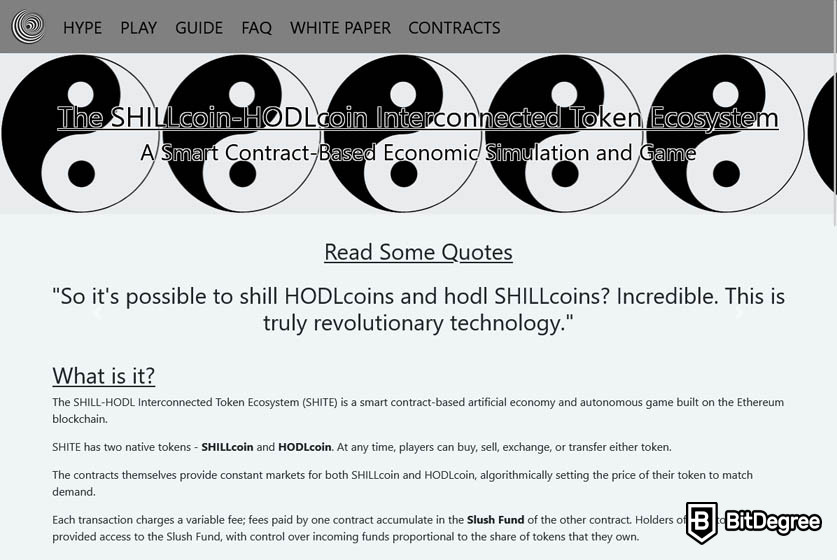 HYPE PLAY GUIDE FAQ WHITE PAPER CONTRACTS
The SHILLcoin-HODLcoin Interconnected Token Ecosystem
A Smart Contract-Based Economic Simulation and Game
Read Some Quotes
"So it's possible to shill HODLcoins and hodl SHILLcoins? Incredible. This is
truly revolutionary technology."
What is it?
The SHILL-HODL Interconnected Token Ecosystem (SHITE) is a smart contract-based artificial economy and autonomous game built on the Ethereum
blockchain.
SHITE has two native tokens - SHILLcoin and HODLcoin. At any time, players can buy, sell, exchange, or transfer either token.
The contracts themselves provide constant markets for both SHILLcoin and HODLcoin, algorithmically setting the price of their token to match
demand.
Each transaction charges a variable fee; fees paid by one contract accumulate in the Slush Fund of the other contract. Holders of
provided access to the Slush Fund, with control over incoming funds proportional to the share of tokens that they own.
BitDegree